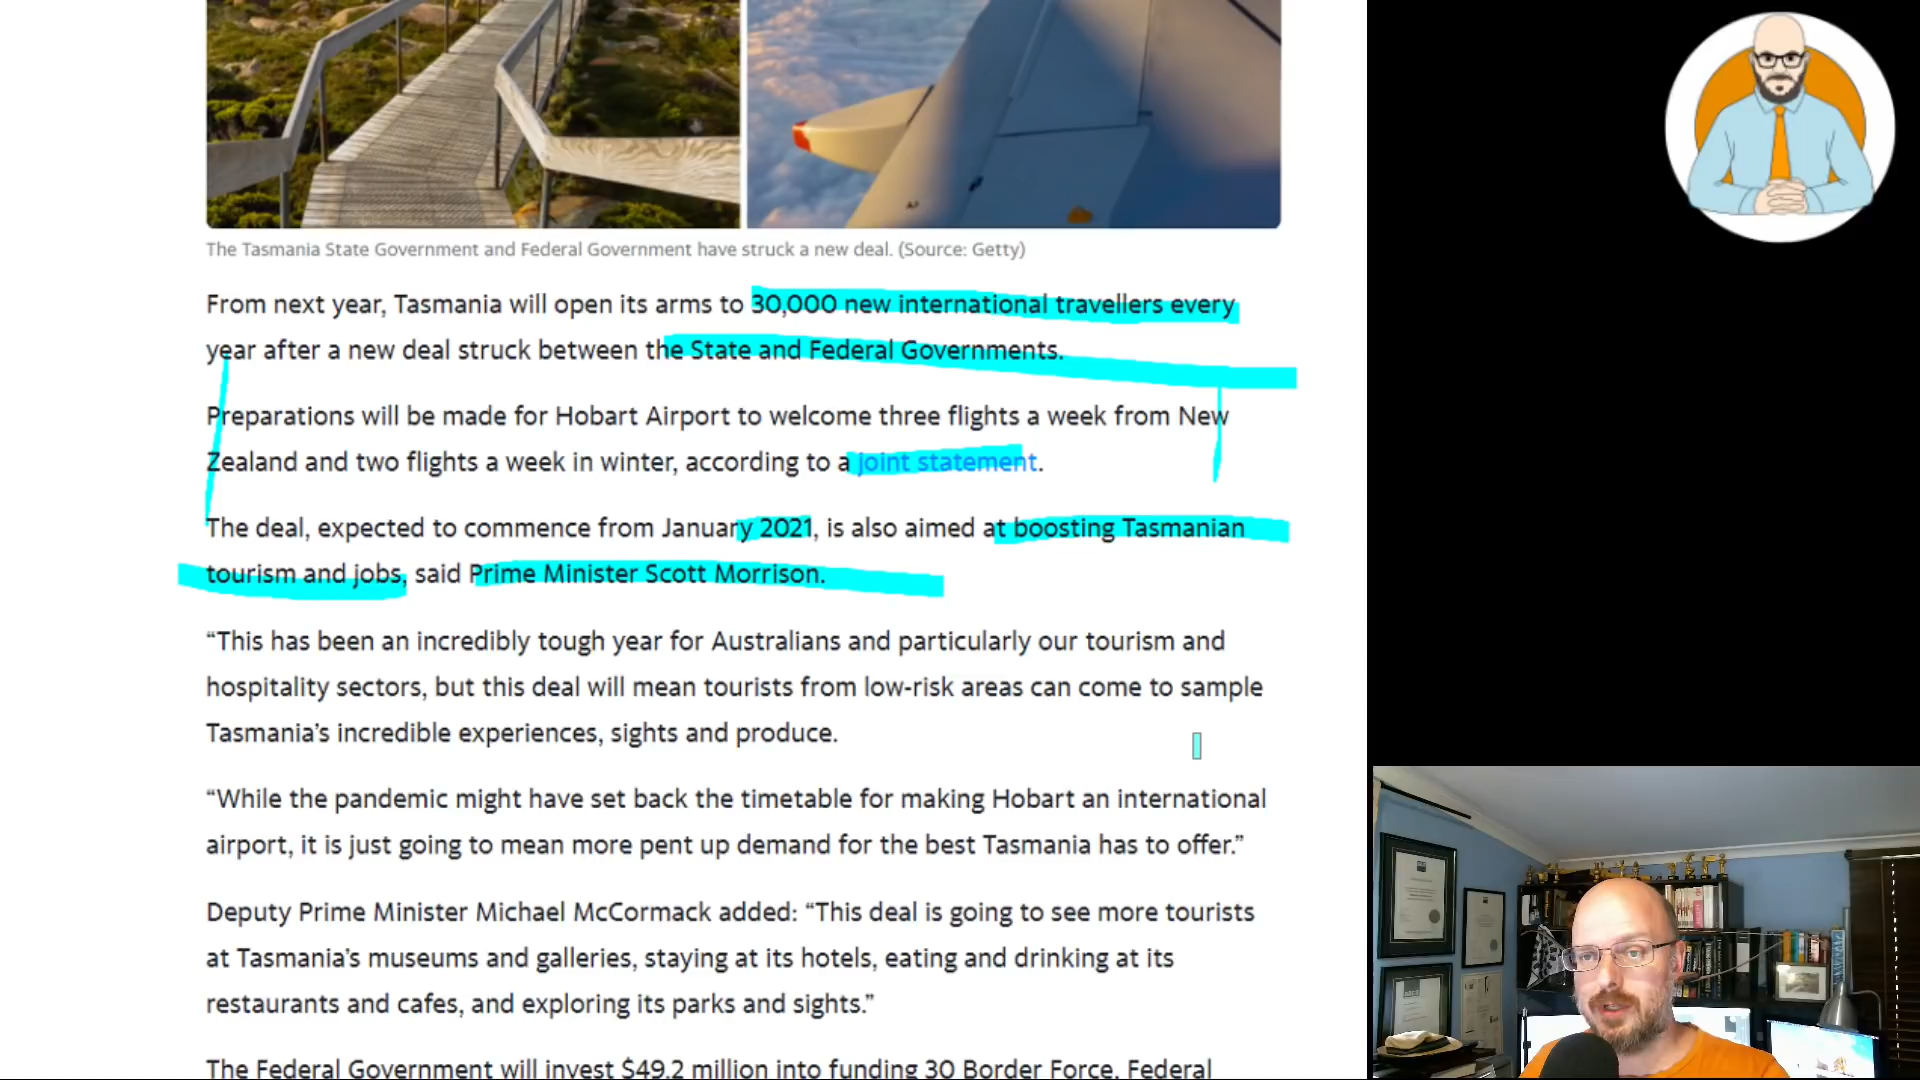 The Tasmania State Government and Federal Government have struck a new deal. (Source: Getty)
From next year, Tasmania will open its arms to 30,000 new international travellers every
year after a new deal struck between the State and Federal Governments.
Preparations will be made for Hobart Airport to welcome three flights a week from New
Zealand and two flights a week in winter, according to a joint statement.
The deal, expected to commence from January 2021, is also aimed at boosting Tasmanian
tourism and jobs, said Prime Minister Scott Morrison.
“This has been an incredibly tough year for Australians and particularly our tourism and
hospitality sectors, but this deal will mean tourists from low-risk areas can come to sample
Tasmania’s incredible experiences, sights and produce.
“While the pandemic might have set back the timetable for making Hobart an international
airport, it is just going to mean more pent up demand for the best Tasmania has to offer.”
Deputy Prime Minister Michael McCormack added: “This deal is going to see more tourists
at Tasmania’s museums and galleries, staying at its hotels, eating and drinking at its
restaurants and cafes, and exploring its parks and sights.”
The Federal Government will invest $49.2 million into funding 30 Border Force, Federal